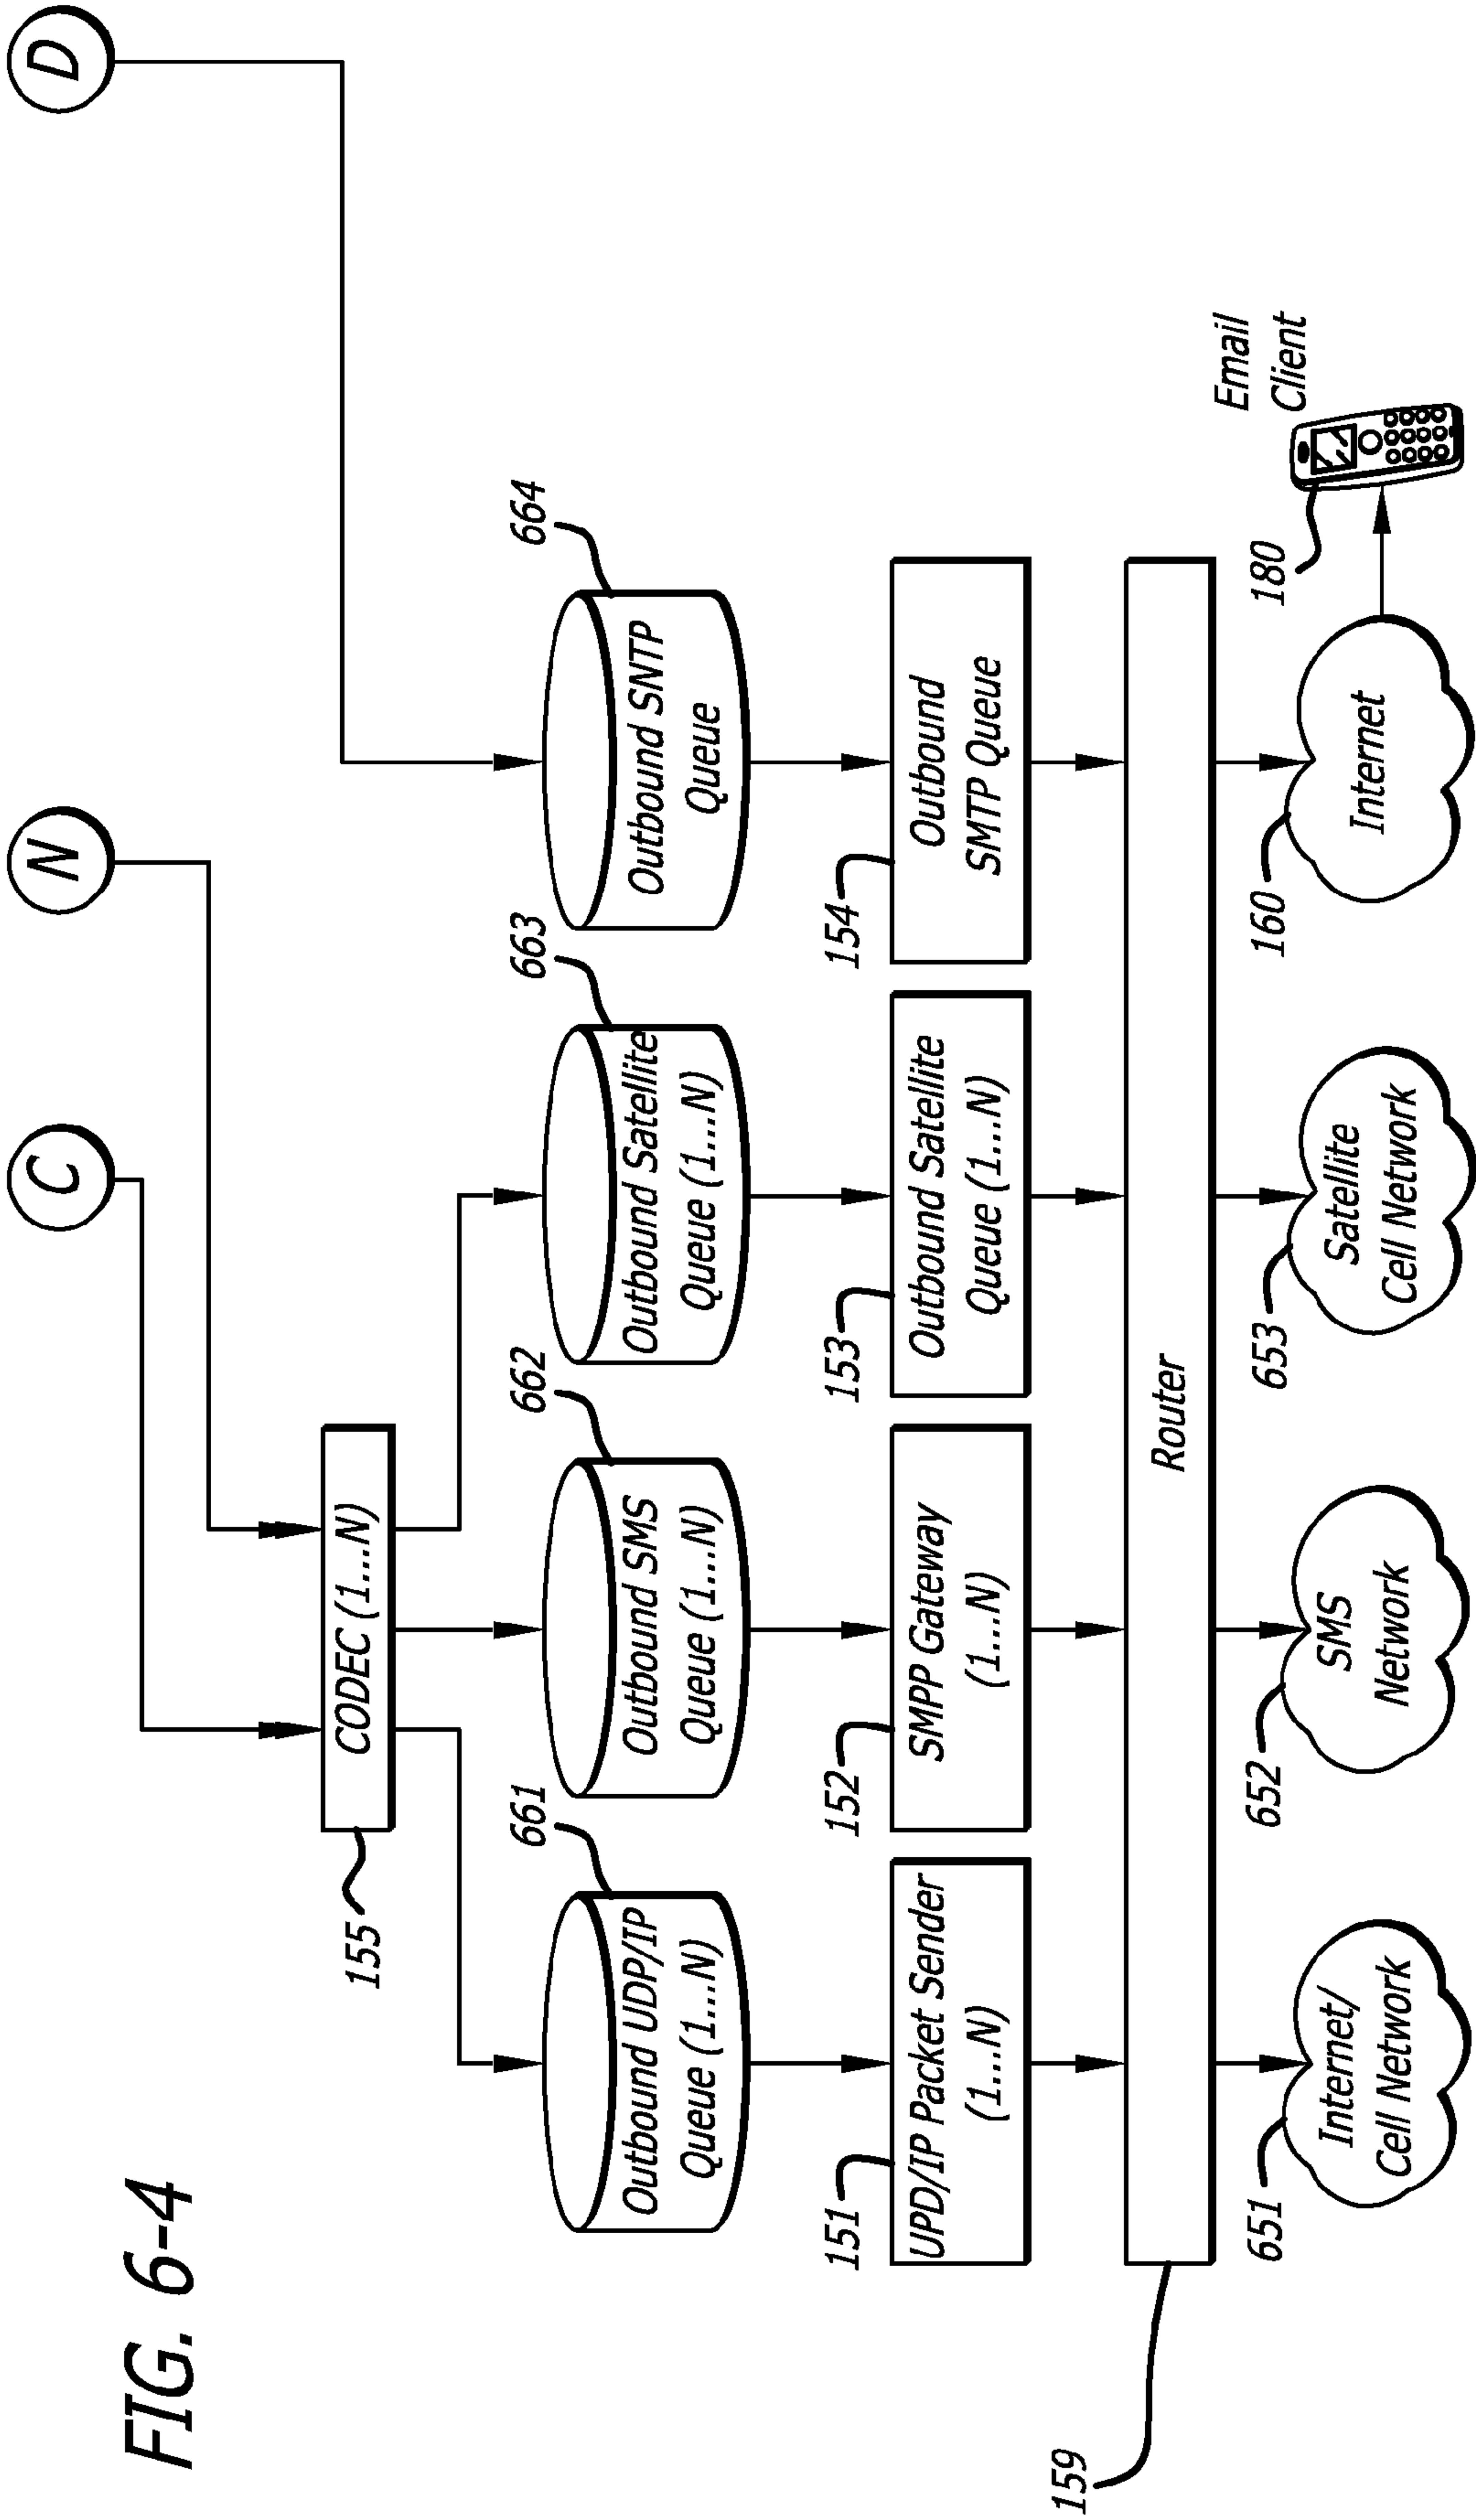 FIG. 6-4
C
N
D
155
CODEC (1...N)
661
662
663
664
Outbound UDP/IP
Queue (1...N)
Outbound SMS
Queue (1...N)
Outbound Satellite
Queue (1...N)
Outbound SNTP
Queue
151
152
153
154
UPD/IP Packet Sender
(1...N)
SMPP Gateway
(1...N)
Outbound Satellite
Queue (1...N)
Outbound
SMTP Queue
159
Router
651
652
653
160
180
Email
Client
Internet/
Cell Network
SMS
Network
Satellite
Cell Network
Internet